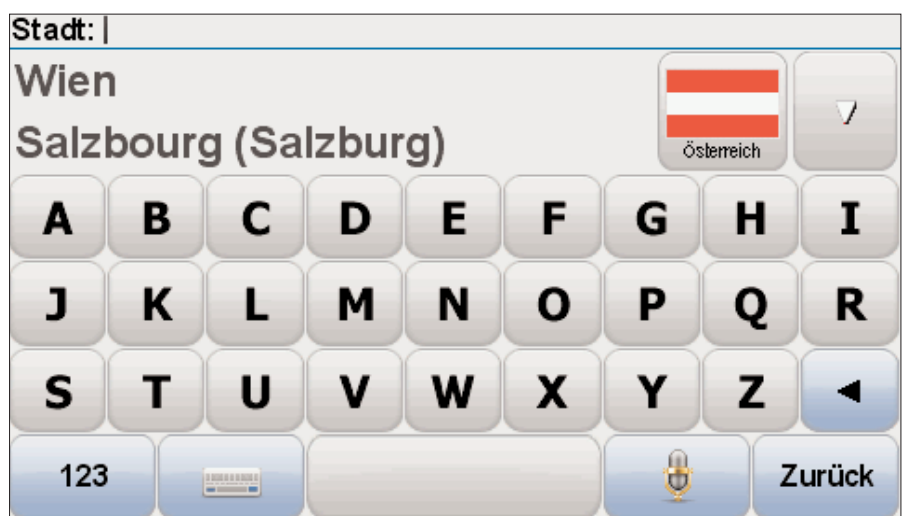 Stadt:
Wien
Salzbourg (Salzburg)
Österreich
A B C D E F G H I
J K L M N O P Q R
S T U V W X Y Z
123 Zurück